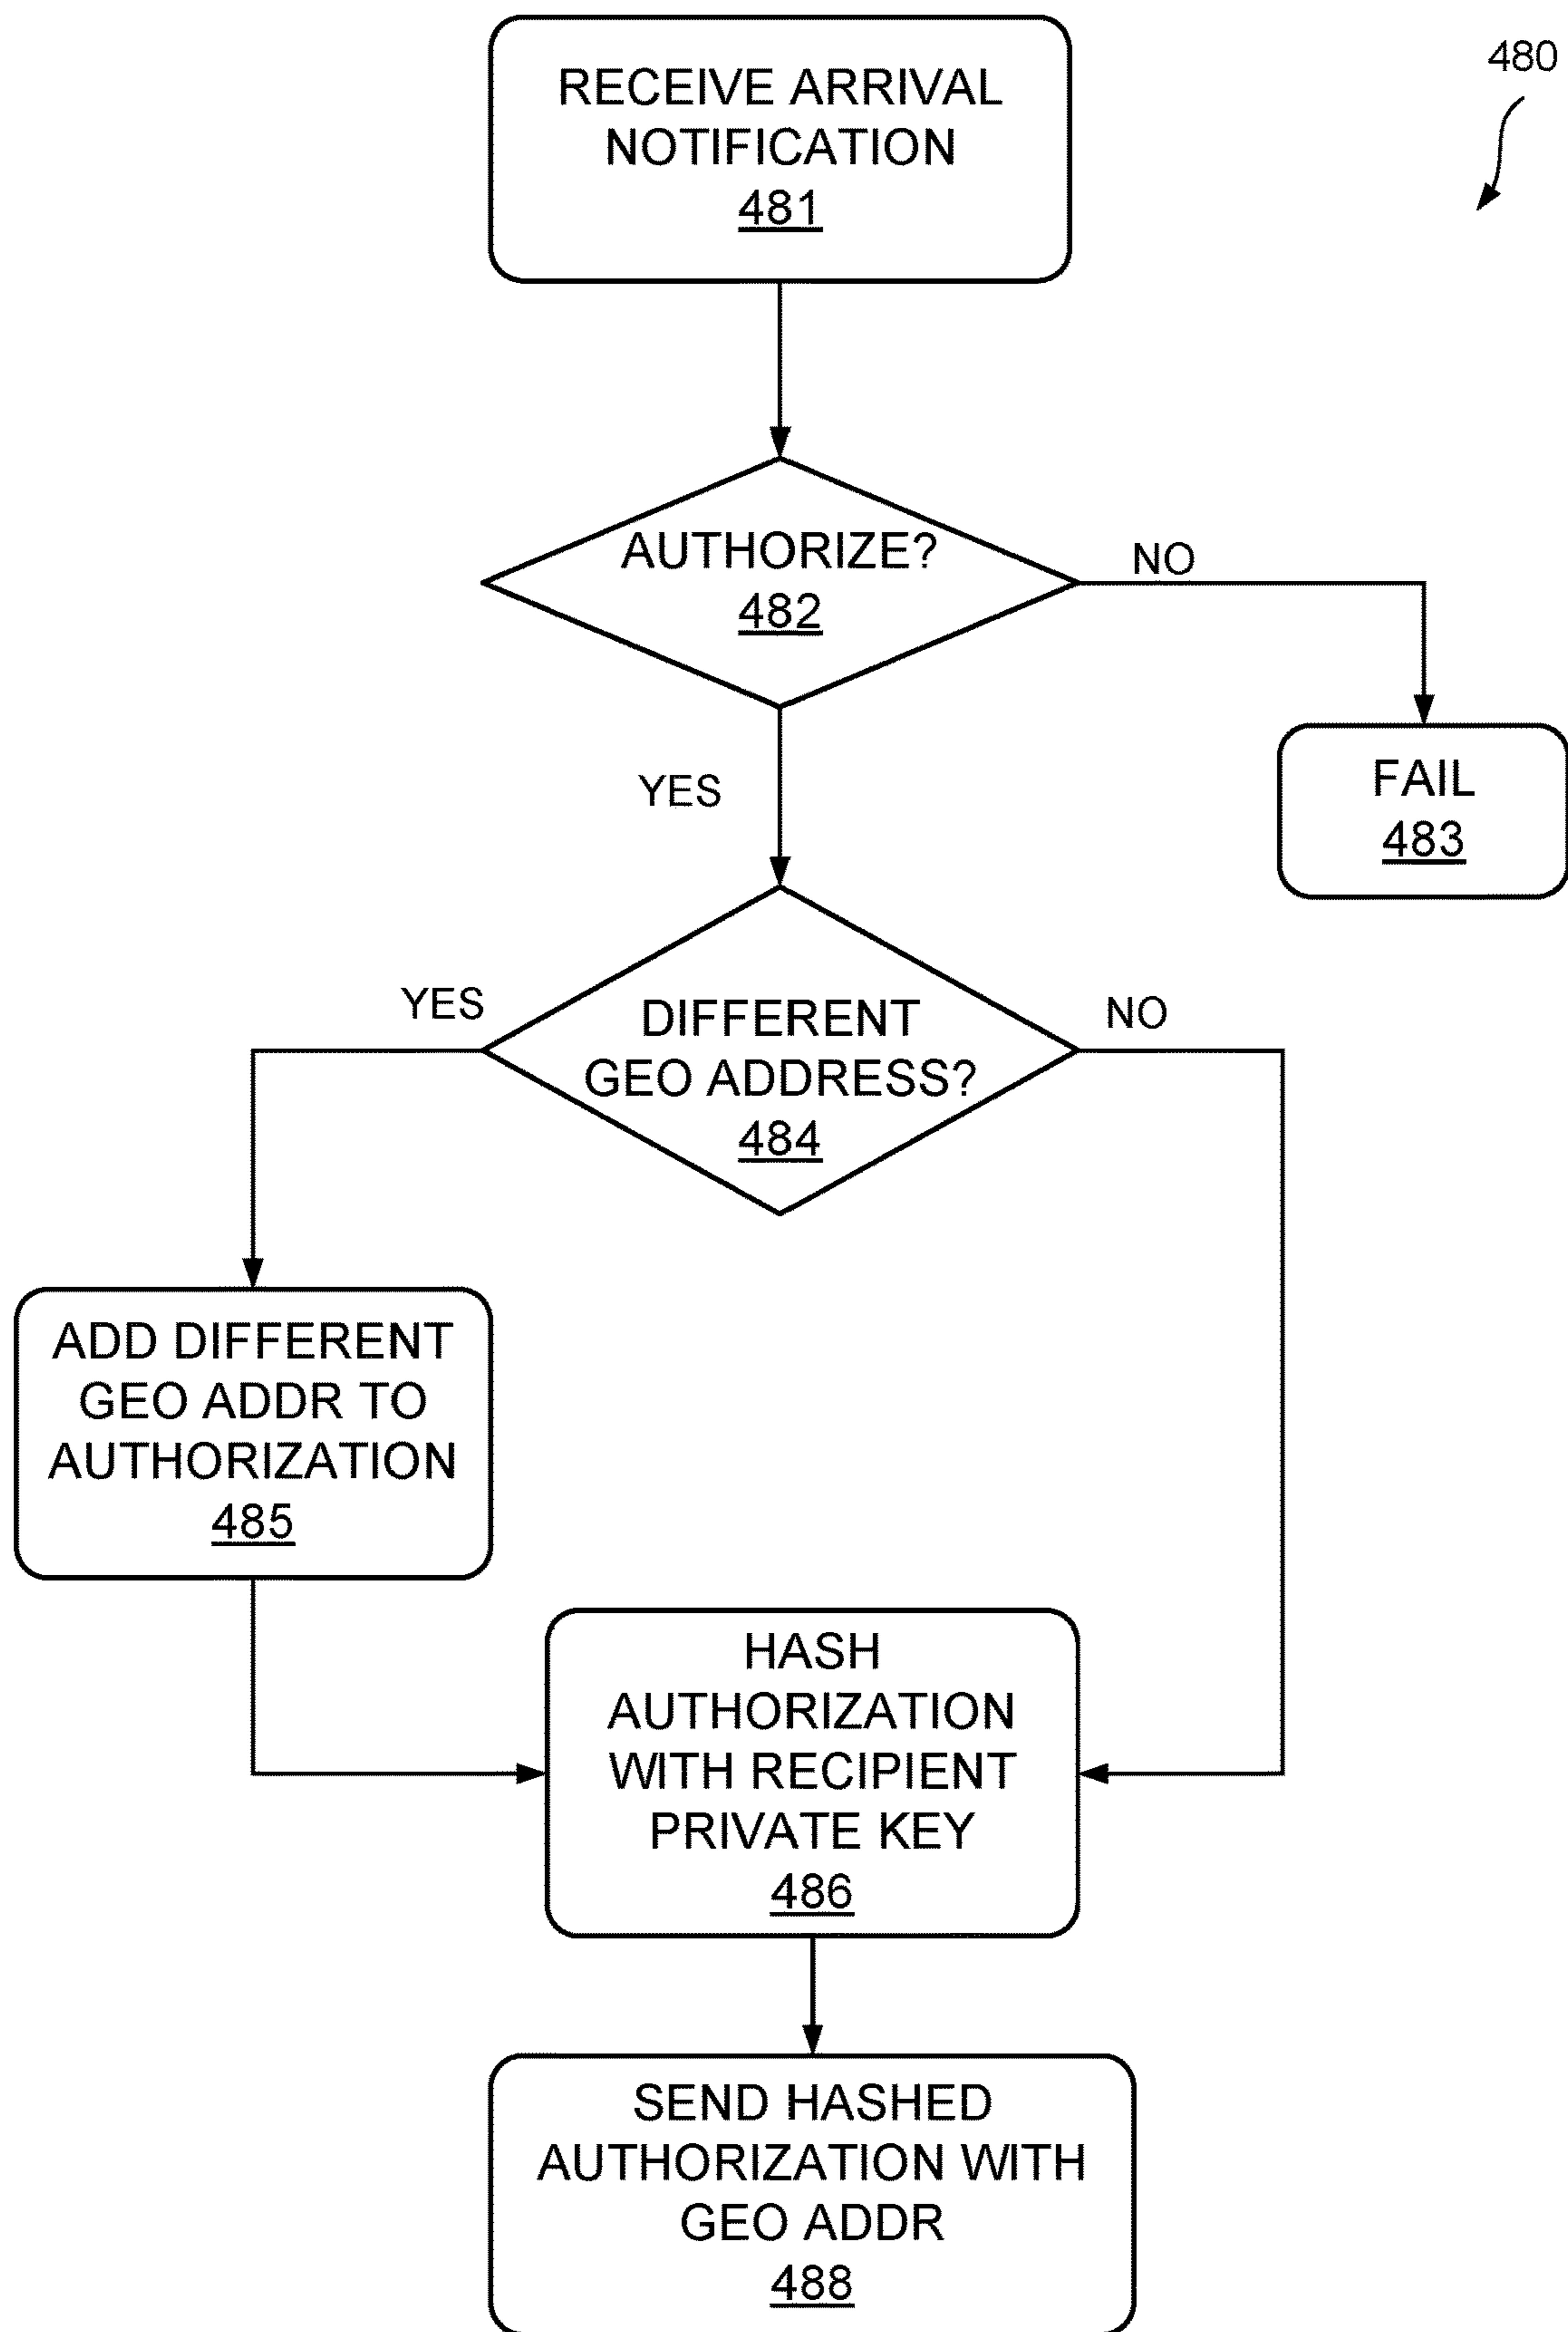 RECEIVE ARRIVAL
NOTIFICATION
481
480
AUTHORIZE?
482
NO
YES
FAIL
483
YES
DIFFERENT
GEO ADDRESS?
484
NO
ADD DIFFERENT
GEO ADDR TO
AUTHORIZATION
485
HASH
AUTHORIZATION
WITH RECIPIENT
PRIVATE KEY
486
SEND HASHED
AUTHORIZATION WITH
GEO ADDR
488